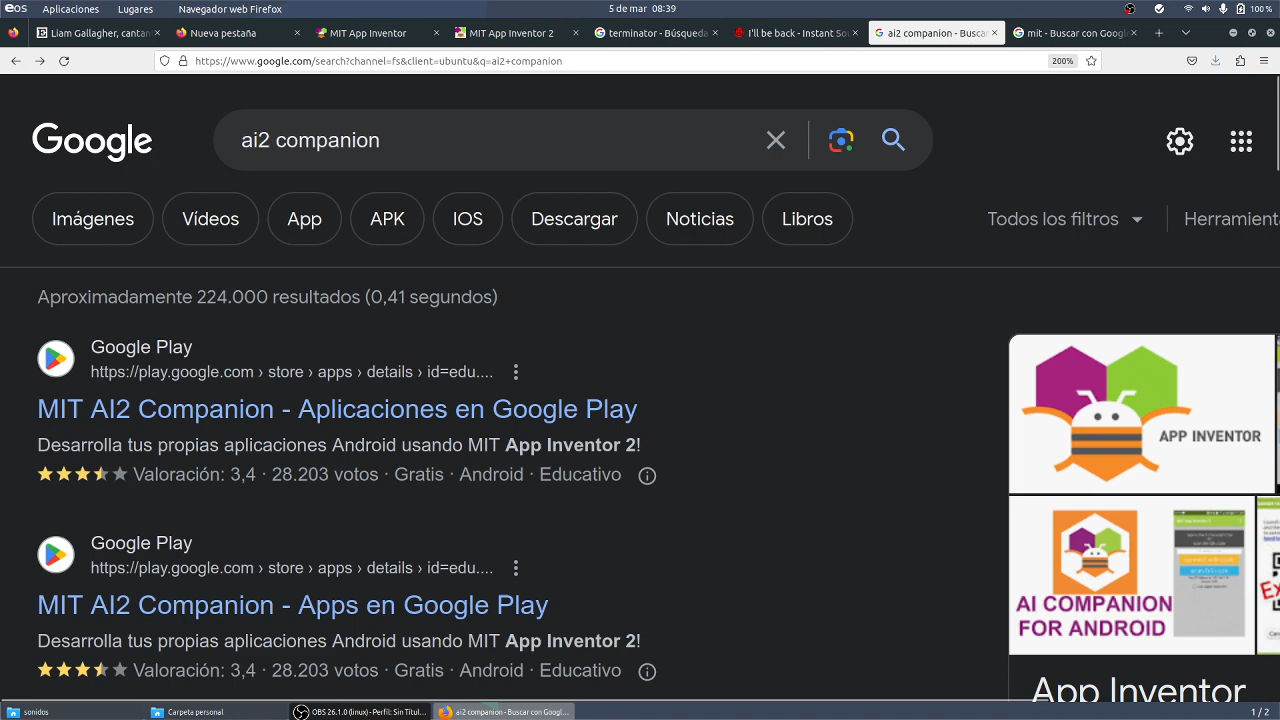 eos Aplicaciones Lugares Navegador web Firefox 5 de mar 08:39 100 %
Liam Gallagher, cantan Nueva pestaña MIT App Inventor MIT App Inventor 2 terminator - Búsqueda I'll be back - Instant So ai2 companion - Buscar mit - Buscar con Google
https://www.google.com/search?channel=fs&client=ubuntu&q=ai2+companion 200%
Google ai2 companion
Imágenes Vídeos App APK IOS Descargar Noticias Libros Todos los filtros Herramient
Aproximadamente 224.000 resultados (0,41 segundos)
Google Play
https://play.google.com › store › apps › details › id=edu....
MIT AI2 Companion - Aplicaciones en Google Play
Desarrolla tus propias aplicaciones Android usando MIT App Inventor 2!
Valoración: 3,4 · 28.203 votos · Gratis · Android · Educativo
APP INVENTOR
Google Play
https://play.google.com › store › apps › details › id=edu....
MIT AI2 Companion - Apps en Google Play
Desarrolla tus propias aplicaciones Android usando MIT App Inventor 2!
Valoración: 3,4 · 28.203 votos · Gratis · Android · Educativo
AI COMPANION
FOR ANDROID
App Inventor
sonidos Carpeta personal OBS 26.1.0 (linux) - Perfil: Sin Títul... ai2 companion - Buscar con Googl... 1 / 2